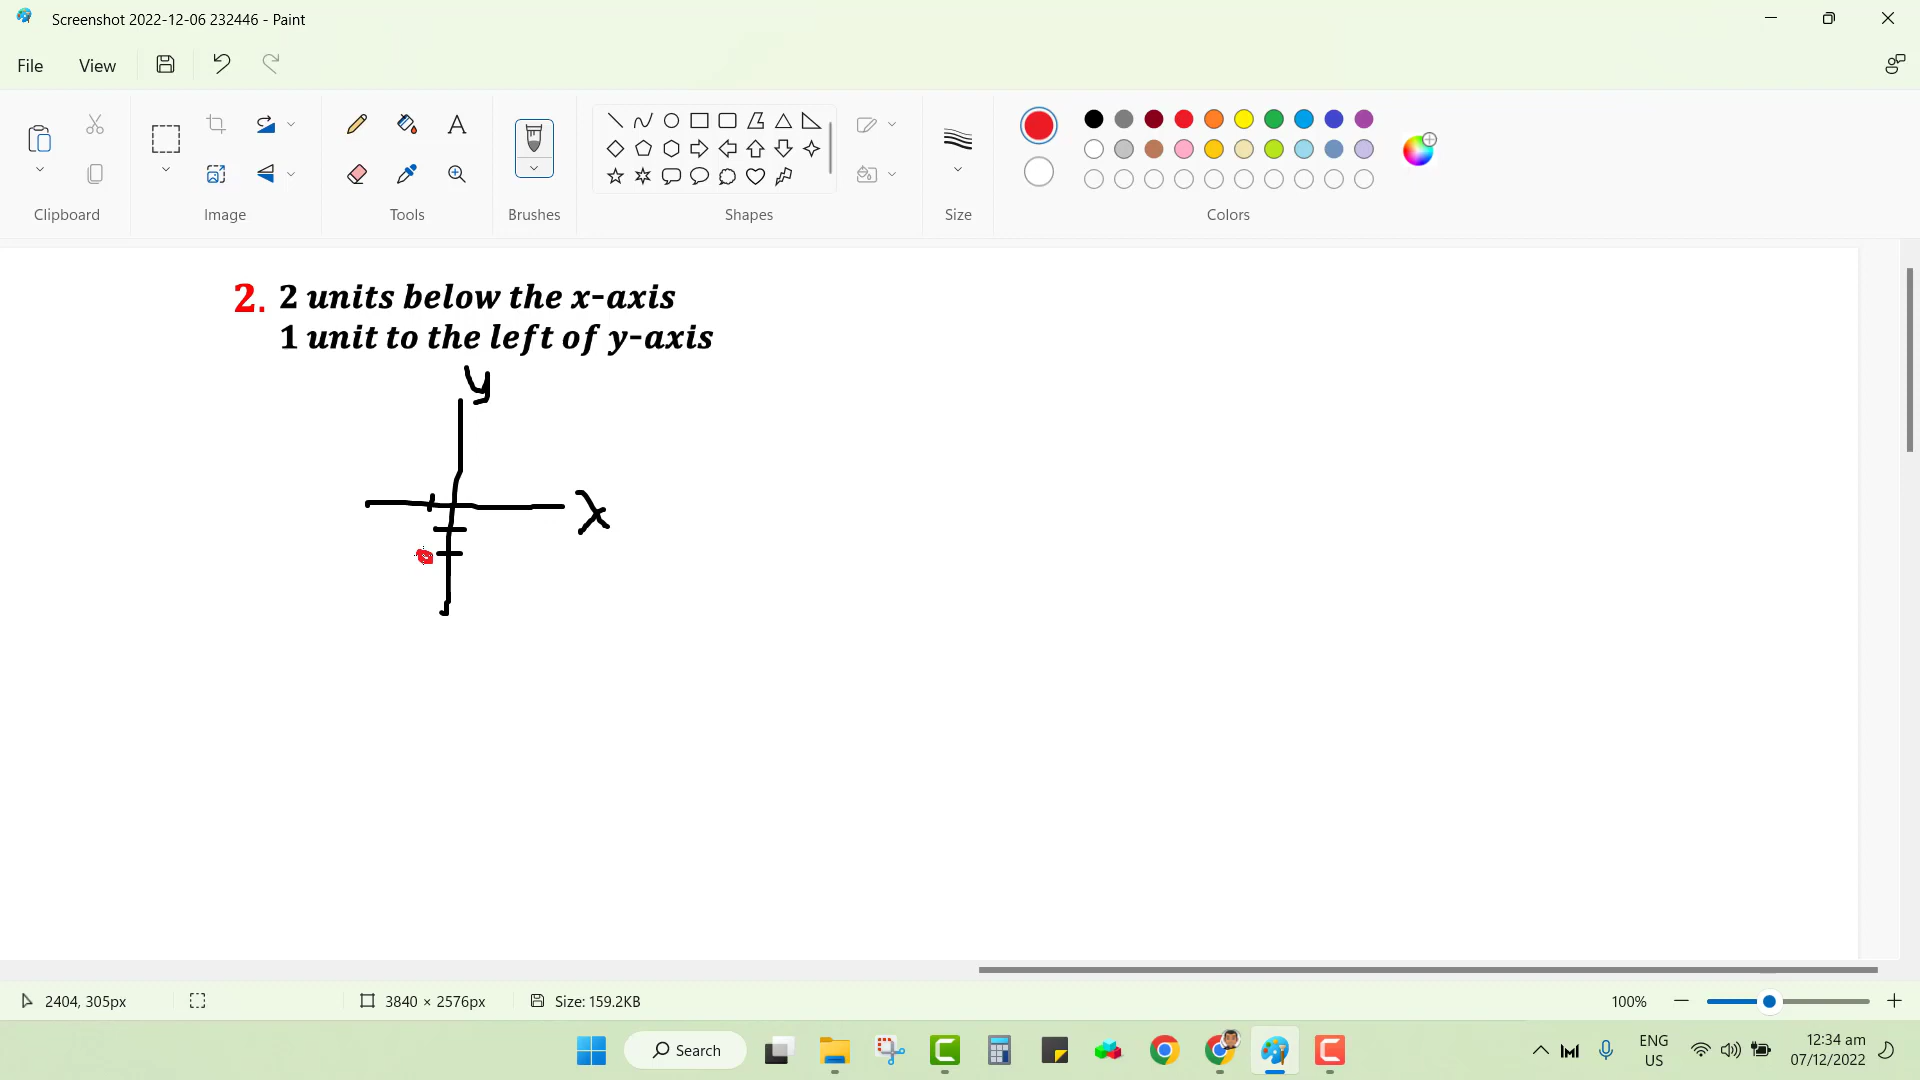 Screenshot 2022-12-06 232446 - Paint
File View
Clipboard Image Tools Brushes Shapes Size Colors
2. 2 units below the x-axis
1 unit to the left of y-axis
y
x
2404, 305px 3840 × 2576px Size: 159.2KB 100%
Search
ENG
US
12:34 am
07/12/2022